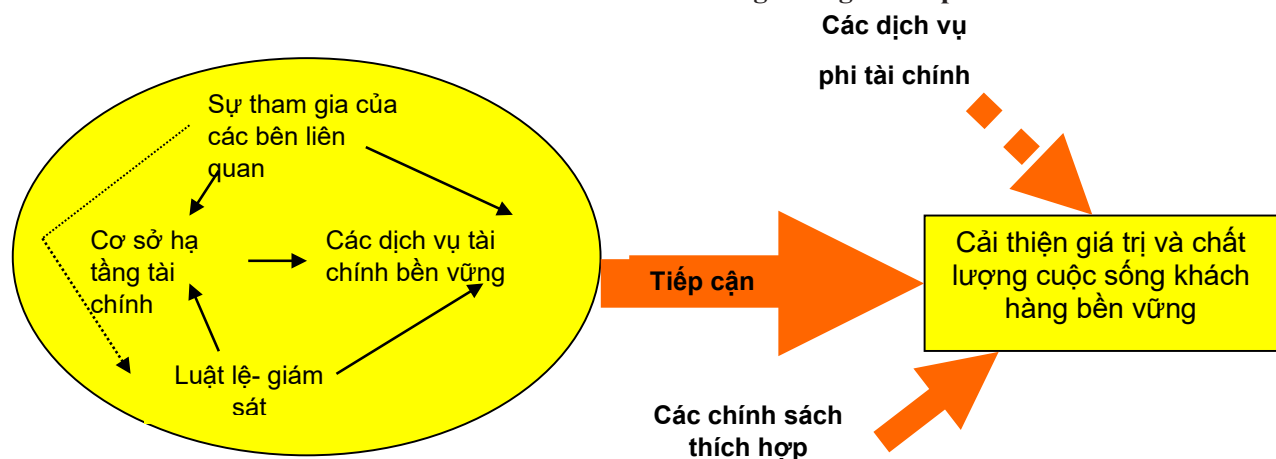 Các dịch vụ
phi tài chính
Sự tham gia của
các bên liên
quan
Cơ sở hạ
tầng tài
chính
Các dịch vụ tài
chính bền vững
Luật lệ- giám
sát
Tiếp cận
Cải thiện giá trị và chất
lượng cuộc sống khách
hàng bền vững
Các chính sách
thích hợp